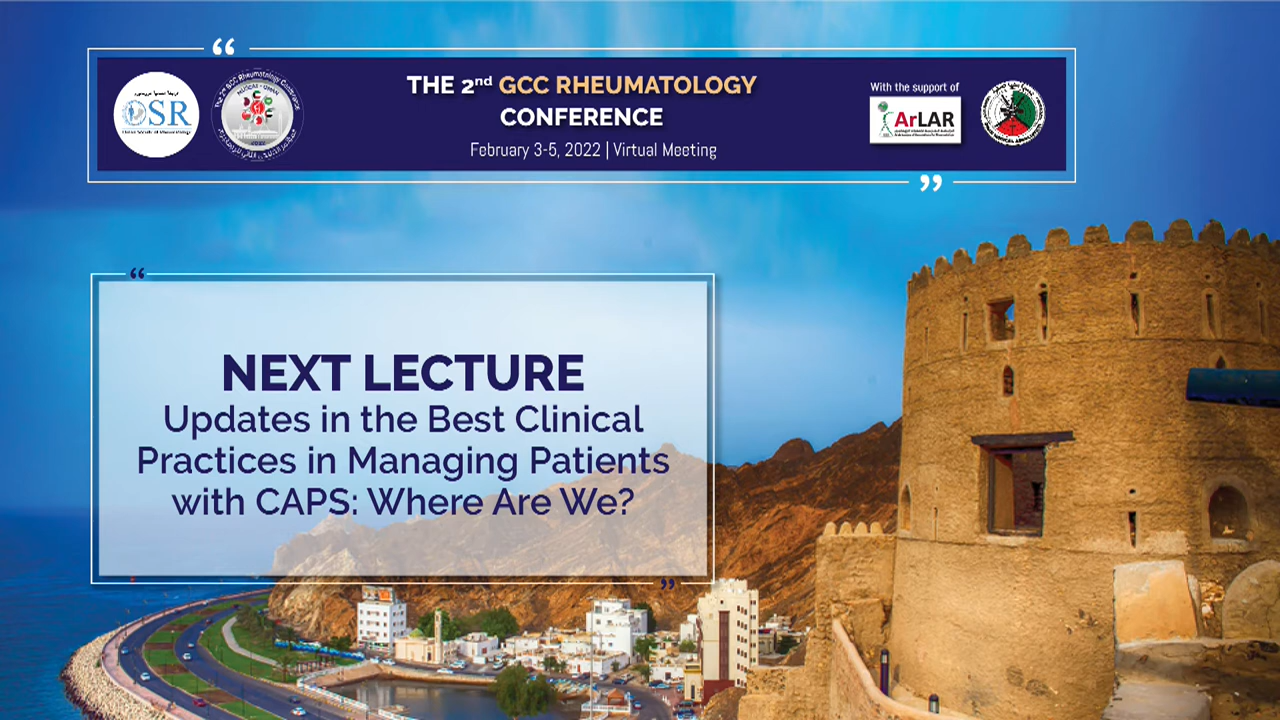 THE 2nd GCC RHEUMATOLOGY
CONFERENCE
February 3-5, 2022 | Virtual Meeting
OSR
With the support of
ArLAR
NEXT LECTURE
Updates in the Best Clinical
Practices in Managing Patients
with CAPS: Where Are We?